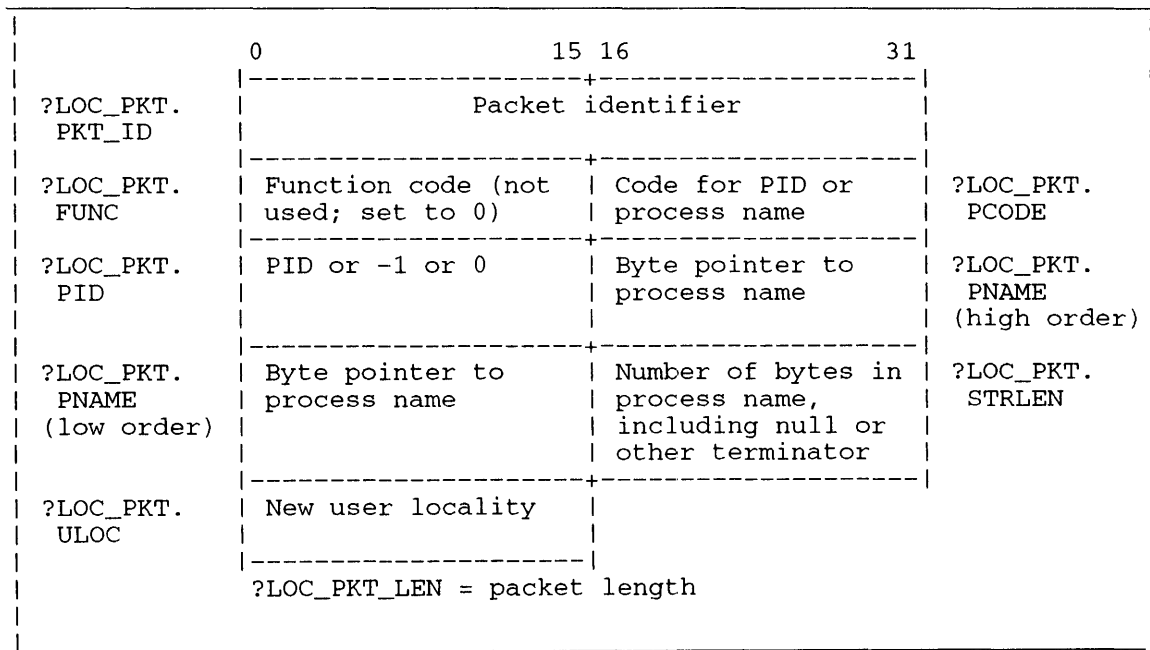 0 15 16 31
?LOC_PKT. Packet identifier
PKT_ID
?LOC_PKT. Function code (not Code for PID or ?LOC_PKT.
FUNC used; set to 0) process name PCODE
?LOC_PKT. PID or -1 or 0 Byte pointer to ?LOC_PKT.
PID process name PNAME
(high order)
?LOC_PKT. Byte pointer to Number of bytes in ?LOC_PKT.
PNAME process name process name, STRLEN
(low order) including null or
other terminator
?LOC_PKT. New user locality
ULOC
?LOC_PKT_LEN = packet length